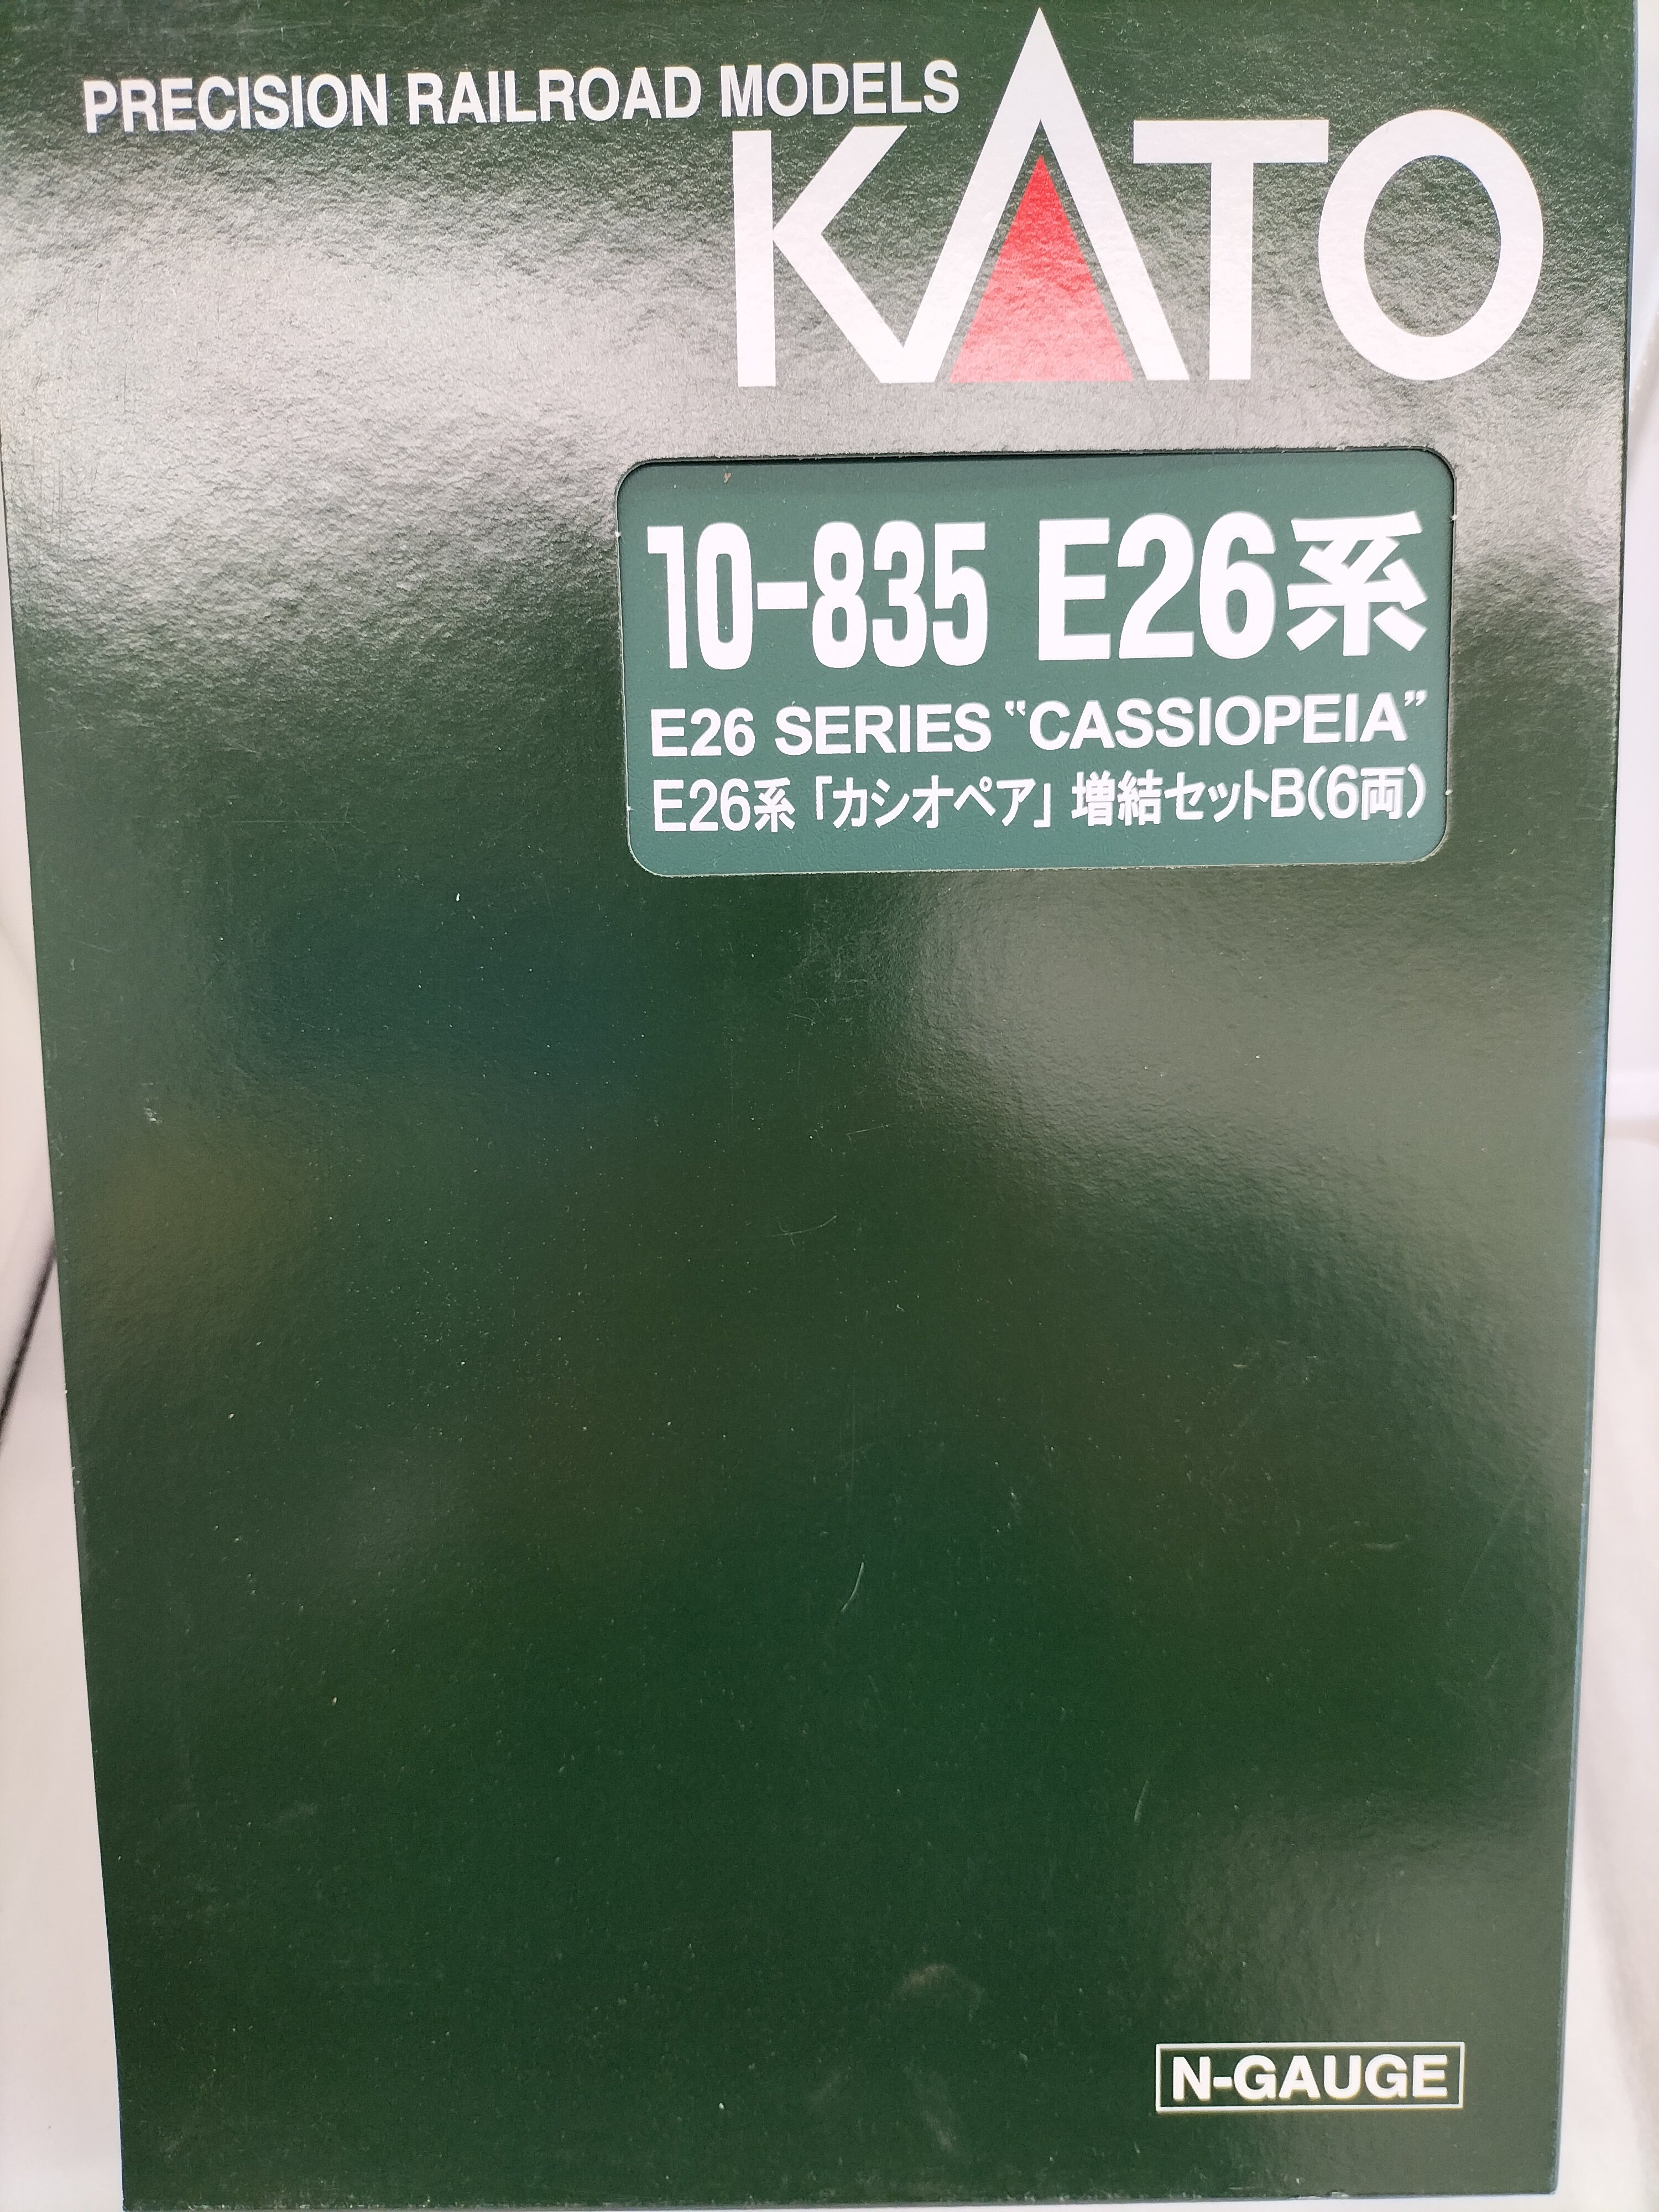 PRECISION RAILROAD MODELS
KATO
10-835 E26系
E26 SERIES “CASSIOPEIA”
E26系「カシオペア」増結セットB(6両)
N-GAUGE